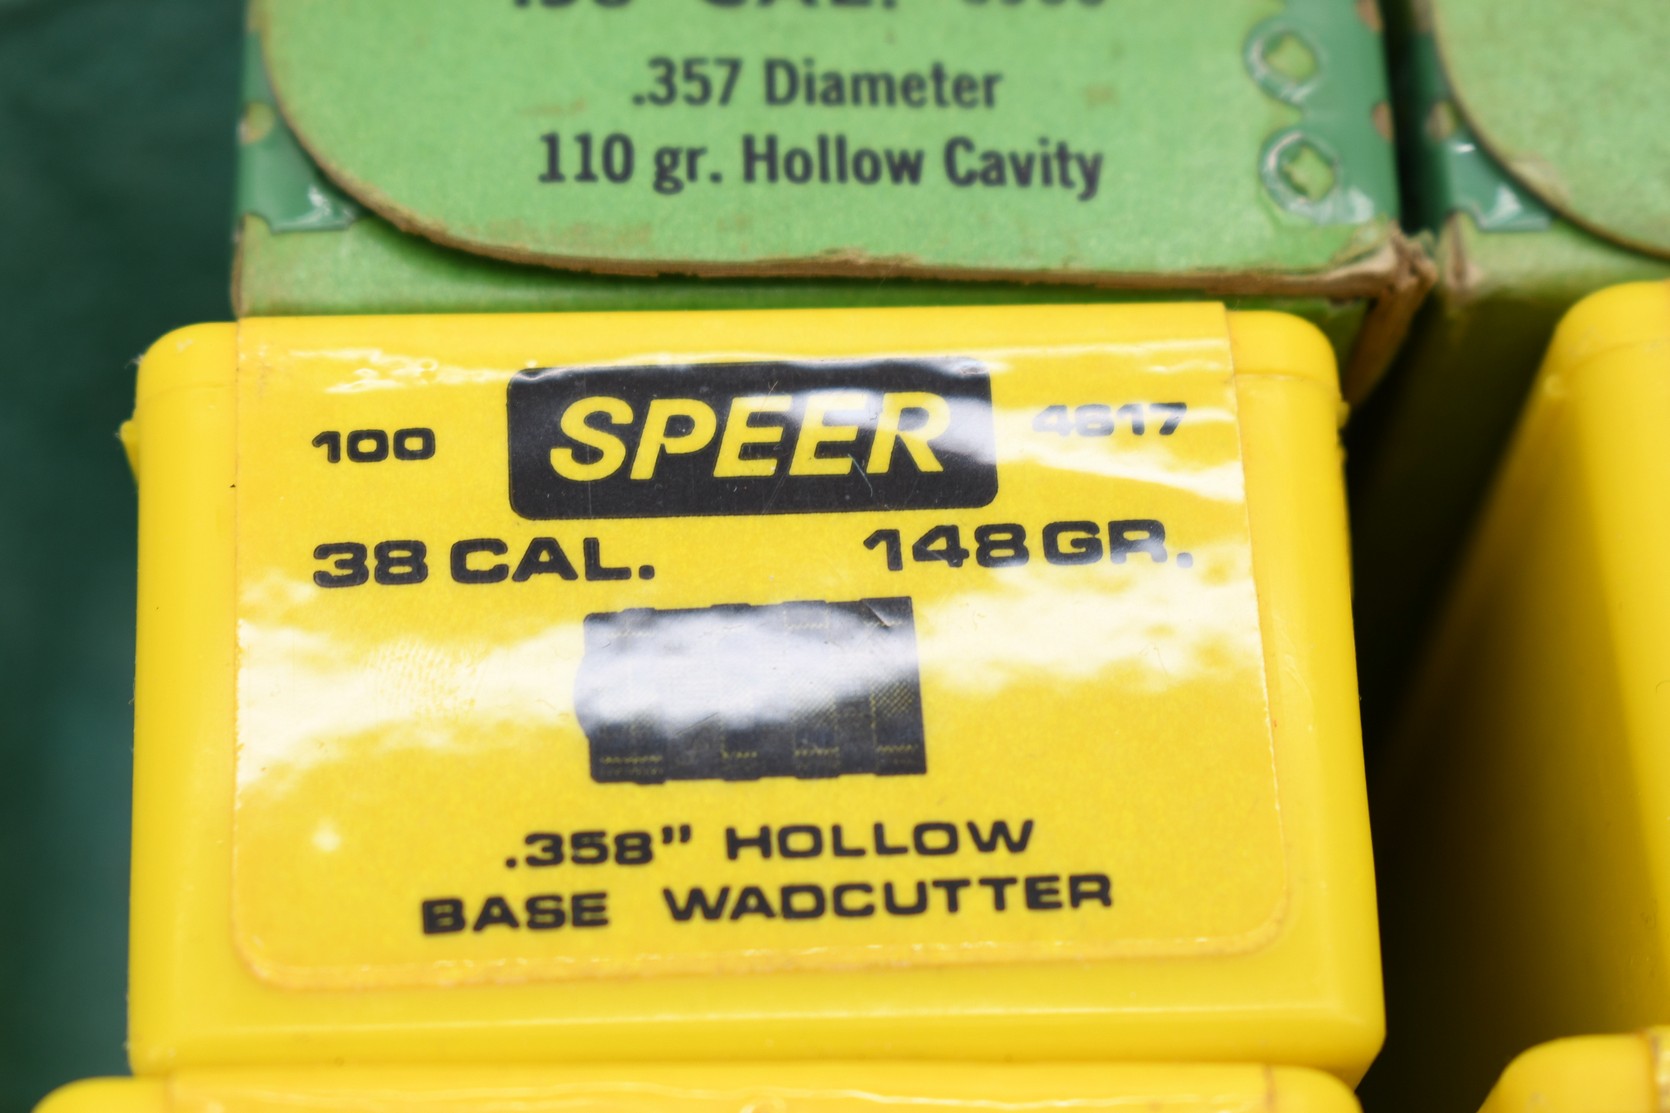 .357 Diameter
110 gr. Hollow Cavity
100 SPEER 4617
38 CAL. 148 GR.
.358" HOLLOW
BASE WADCUTTER